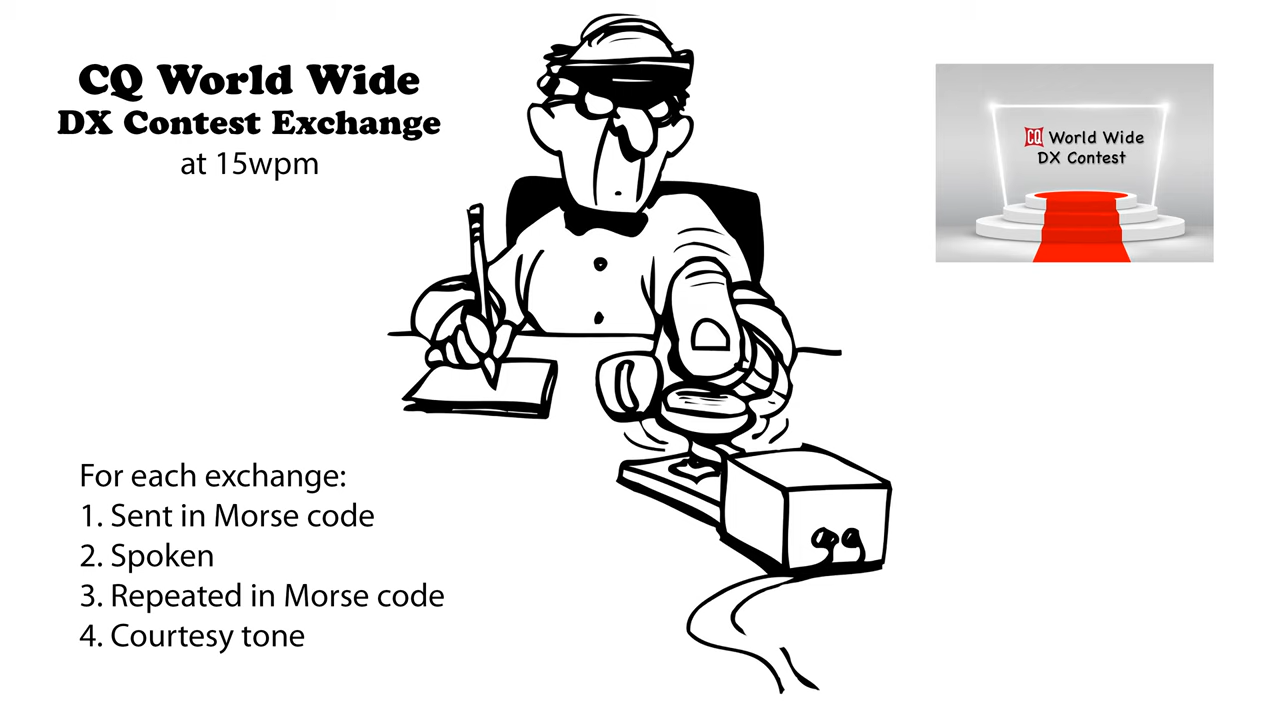 CQ World Wide
DX Contest Exchange
at 15wpm
CQ World Wide
DX Contest
For each exchange:
1. Sent in Morse code
2. Spoken
3. Repeated in Morse code
4. Courtesy tone